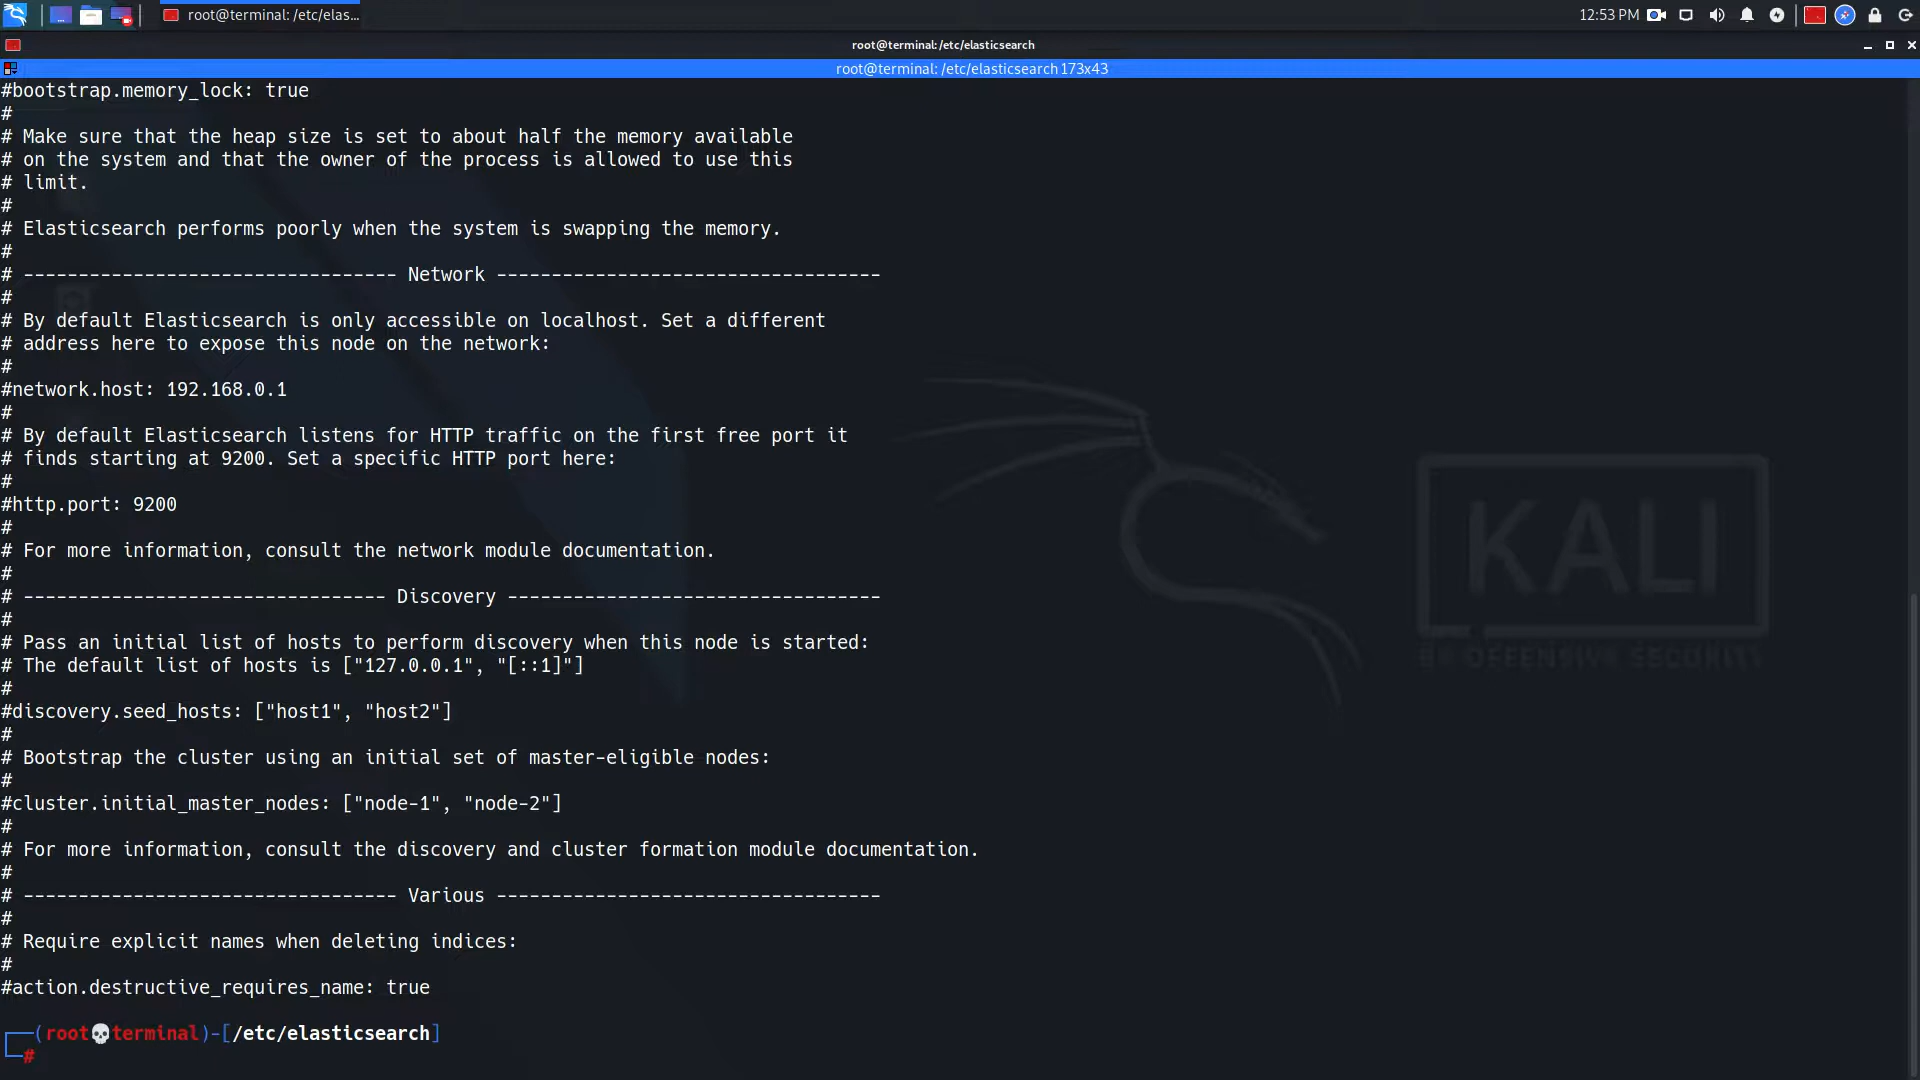 root@terminal: /etc/elas...
12:53 PM
root@terminal: /etc/elasticsearch
root@terminal: /etc/elasticsearch 173x43
#bootstrap.memory_lock: true
#
# Make sure that the heap size is set to about half the memory available
# on the system and that the owner of the process is allowed to use this
# limit.
#
# Elasticsearch performs poorly when the system is swapping the memory.
#
# ---------------------------------- Network -----------------------------------
#
# By default Elasticsearch is only accessible on localhost. Set a different
# address here to expose this node on the network:
#
#network.host: 192.168.0.1
#
# By default Elasticsearch listens for HTTP traffic on the first free port it
# finds starting at 9200. Set a specific HTTP port here:
#
#http.port: 9200
#
# For more information, consult the network module documentation.
#
# --------------------------------- Discovery ----------------------------------
#
# Pass an initial list of hosts to perform discovery when this node is started:
# The default list of hosts is ["127.0.0.1", "[::1]"]
#
#discovery.seed_hosts: ["host1", "host2"]
#
# Bootstrap the cluster using an initial set of master-eligible nodes:
#
#cluster.initial_master_nodes: ["node-1", "node-2"]
#
# For more information, consult the discovery and cluster formation module documentation.
#
# ---------------------------------- Various -----------------------------------
#
# Require explicit names when deleting indices:
#
#action.destructive_requires_name: true
┌──(root💀terminal)-[/etc/elasticsearch]
└─#
KALI
BY OFFENSIVE SECURITY